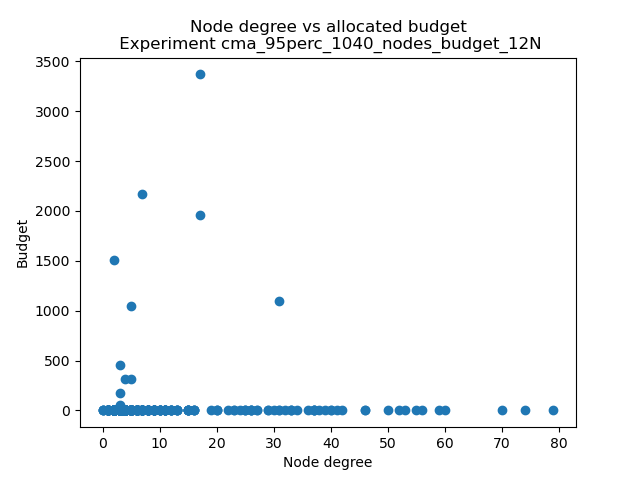 Node degree vs allocated budget
Experiment cma_95perc_1040_nodes_budget_12N
3500
3000
2500
2000
1500
1000
500
0
Budget
0 10 20 30 40 50 60 70 80
Node degree